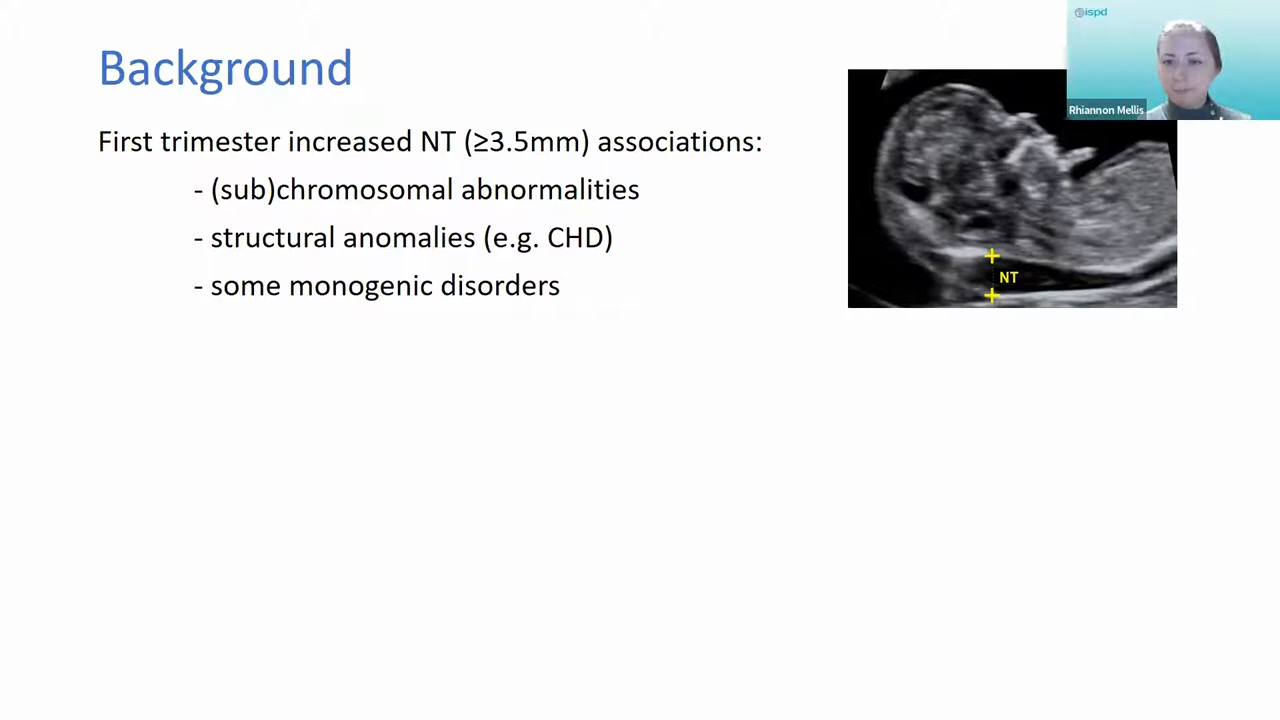 Background
ispd
Rhiannon Mellis
First trimester increased NT (≥3.5mm) associations:
- (sub)chromosomal abnormalities
- structural anomalies (e.g. CHD)
- some monogenic disorders
NT